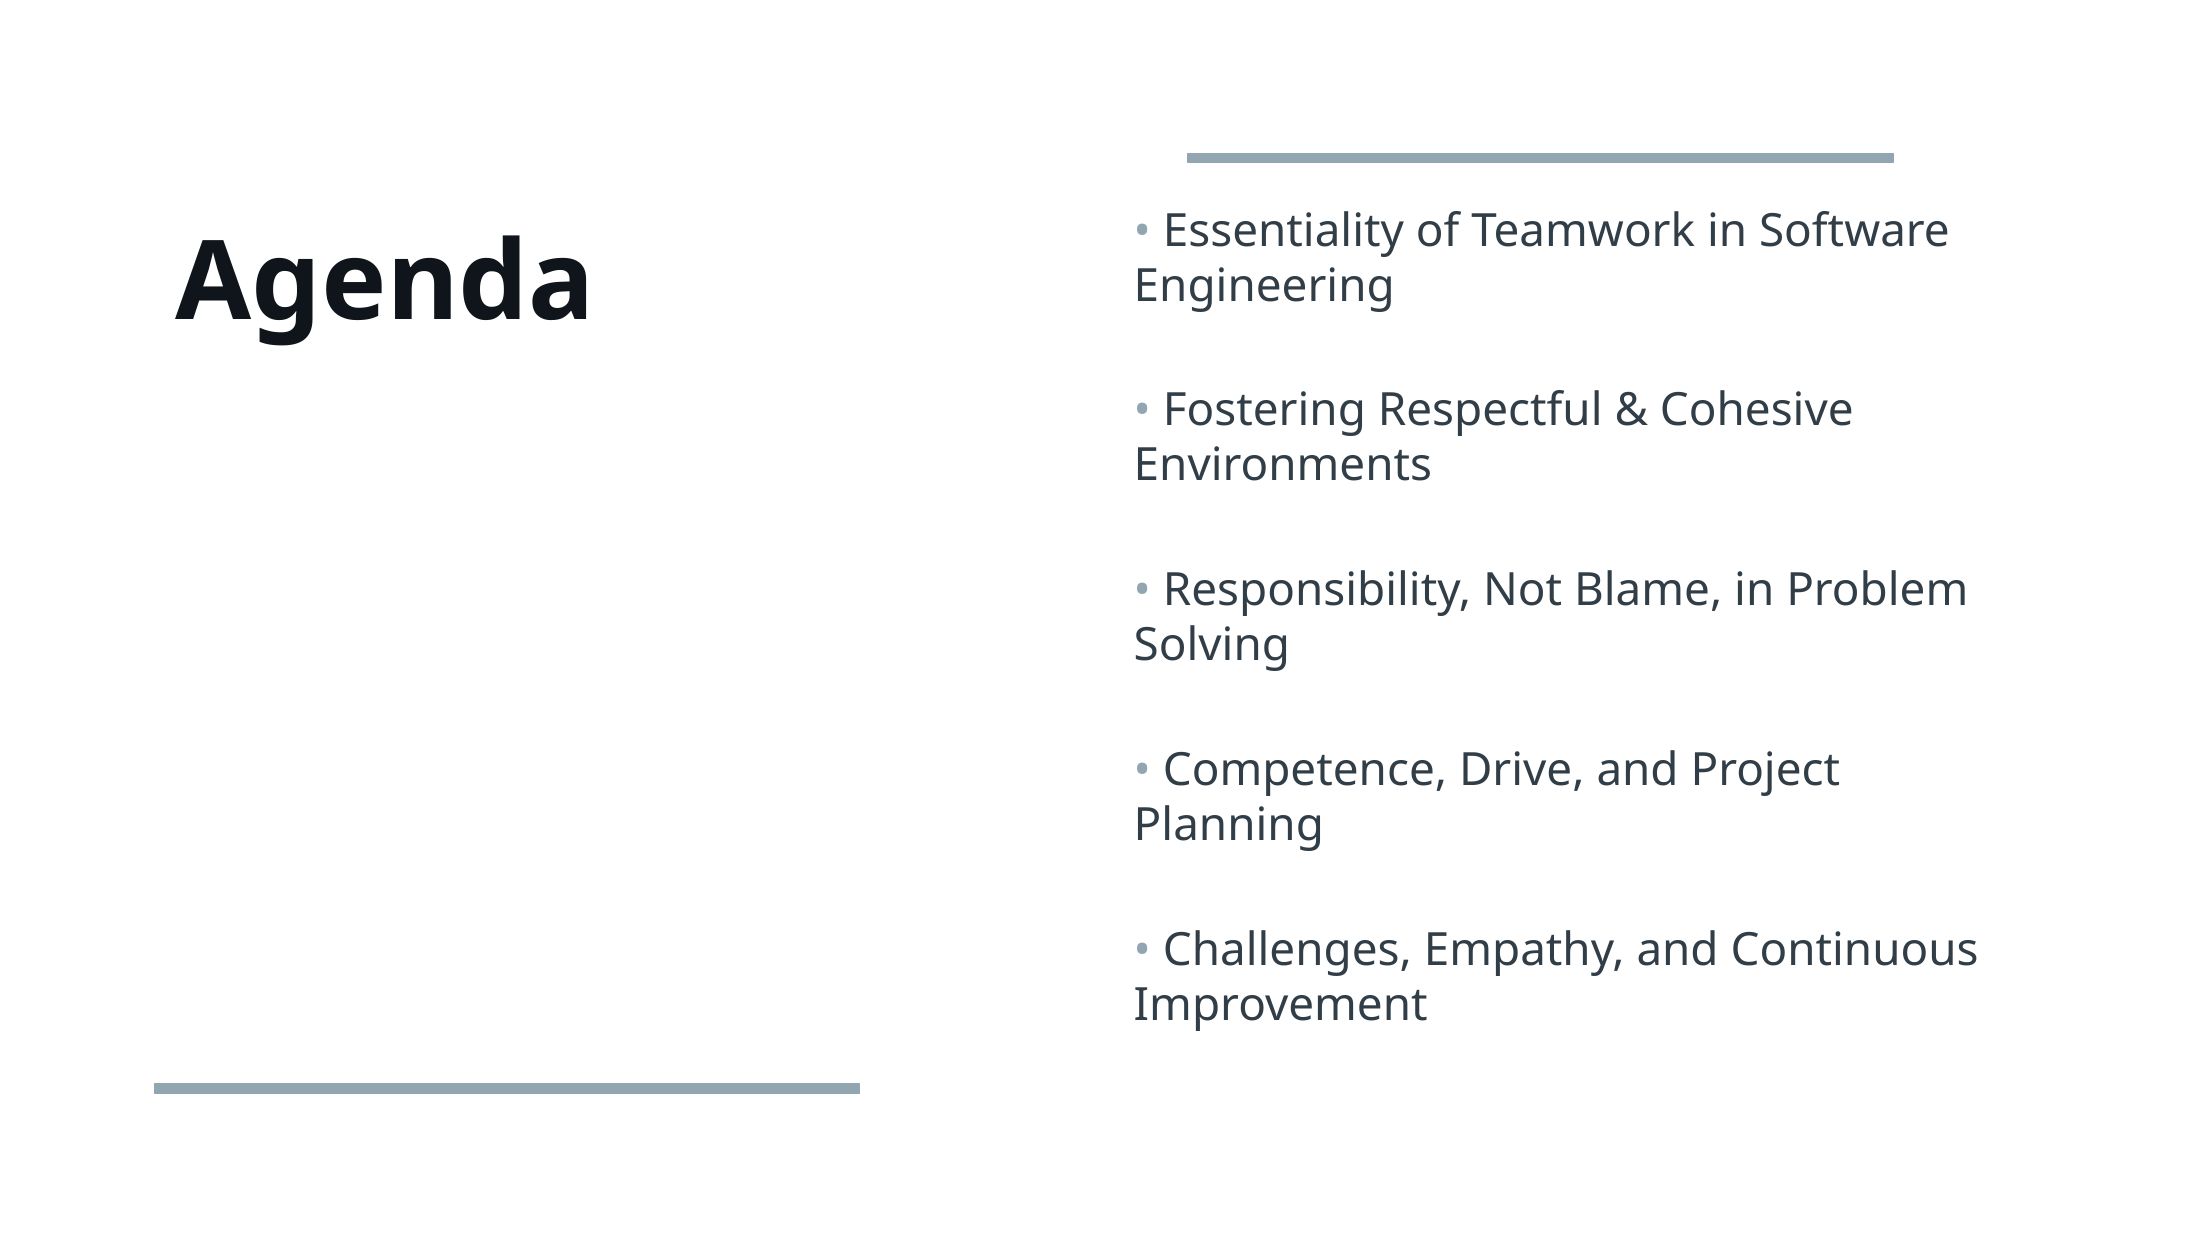 Agenda
• Essentiality of Teamwork in Software
Engineering
• Fostering Respectful & Cohesive
Environments
• Responsibility, Not Blame, in Problem
Solving
• Competence, Drive, and Project
Planning
• Challenges, Empathy, and Continuous
Improvement